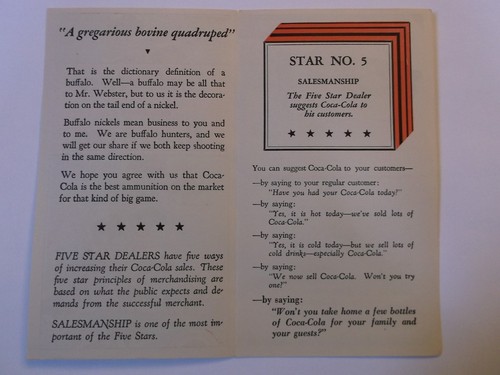 "A gregarious bovine quadruped"
That is the dictionary definition of a
buffalo. Well—a buffalo may be all that
to Mr. Webster, but to us it is the decora-
tion on the tail end of a nickel.
Buffalo nickels mean business to you and
to me. We are buffalo hunters, and we
will get our share if we both keep shooting
in the same direction.
We hope you agree with us that Coca-
Cola is the best ammunition on the market
for that kind of big game.
FIVE STAR DEALERS have five ways
of increasing their Coca-Cola sales. These
five star principles of merchandising are
based on what the public expects and de-
mands from the successful merchant.
SALESMANSHIP is one of the most im-
portant of the Five Stars.
STAR NO. 5
SALESMANSHIP
The Five Star Dealer
suggests Coca-Cola to
his customers.
You can suggest Coca-Cola to your customers—
—by saying to your regular customer:
"Have you had your Coca-Cola today?"
—by saying:
"Yes, it is hot today—we've sold lots of
Coca-Cola."
—by saying:
"Yes, it is cold today—but we sell lots of
cold drinks—especially Coca-Cola."
—by saying:
"We now sell Coca-Cola. Won't you try
one?"
—by saying:
"Won't you take home a few bottles
of Coca-Cola for your family and
your guests?"